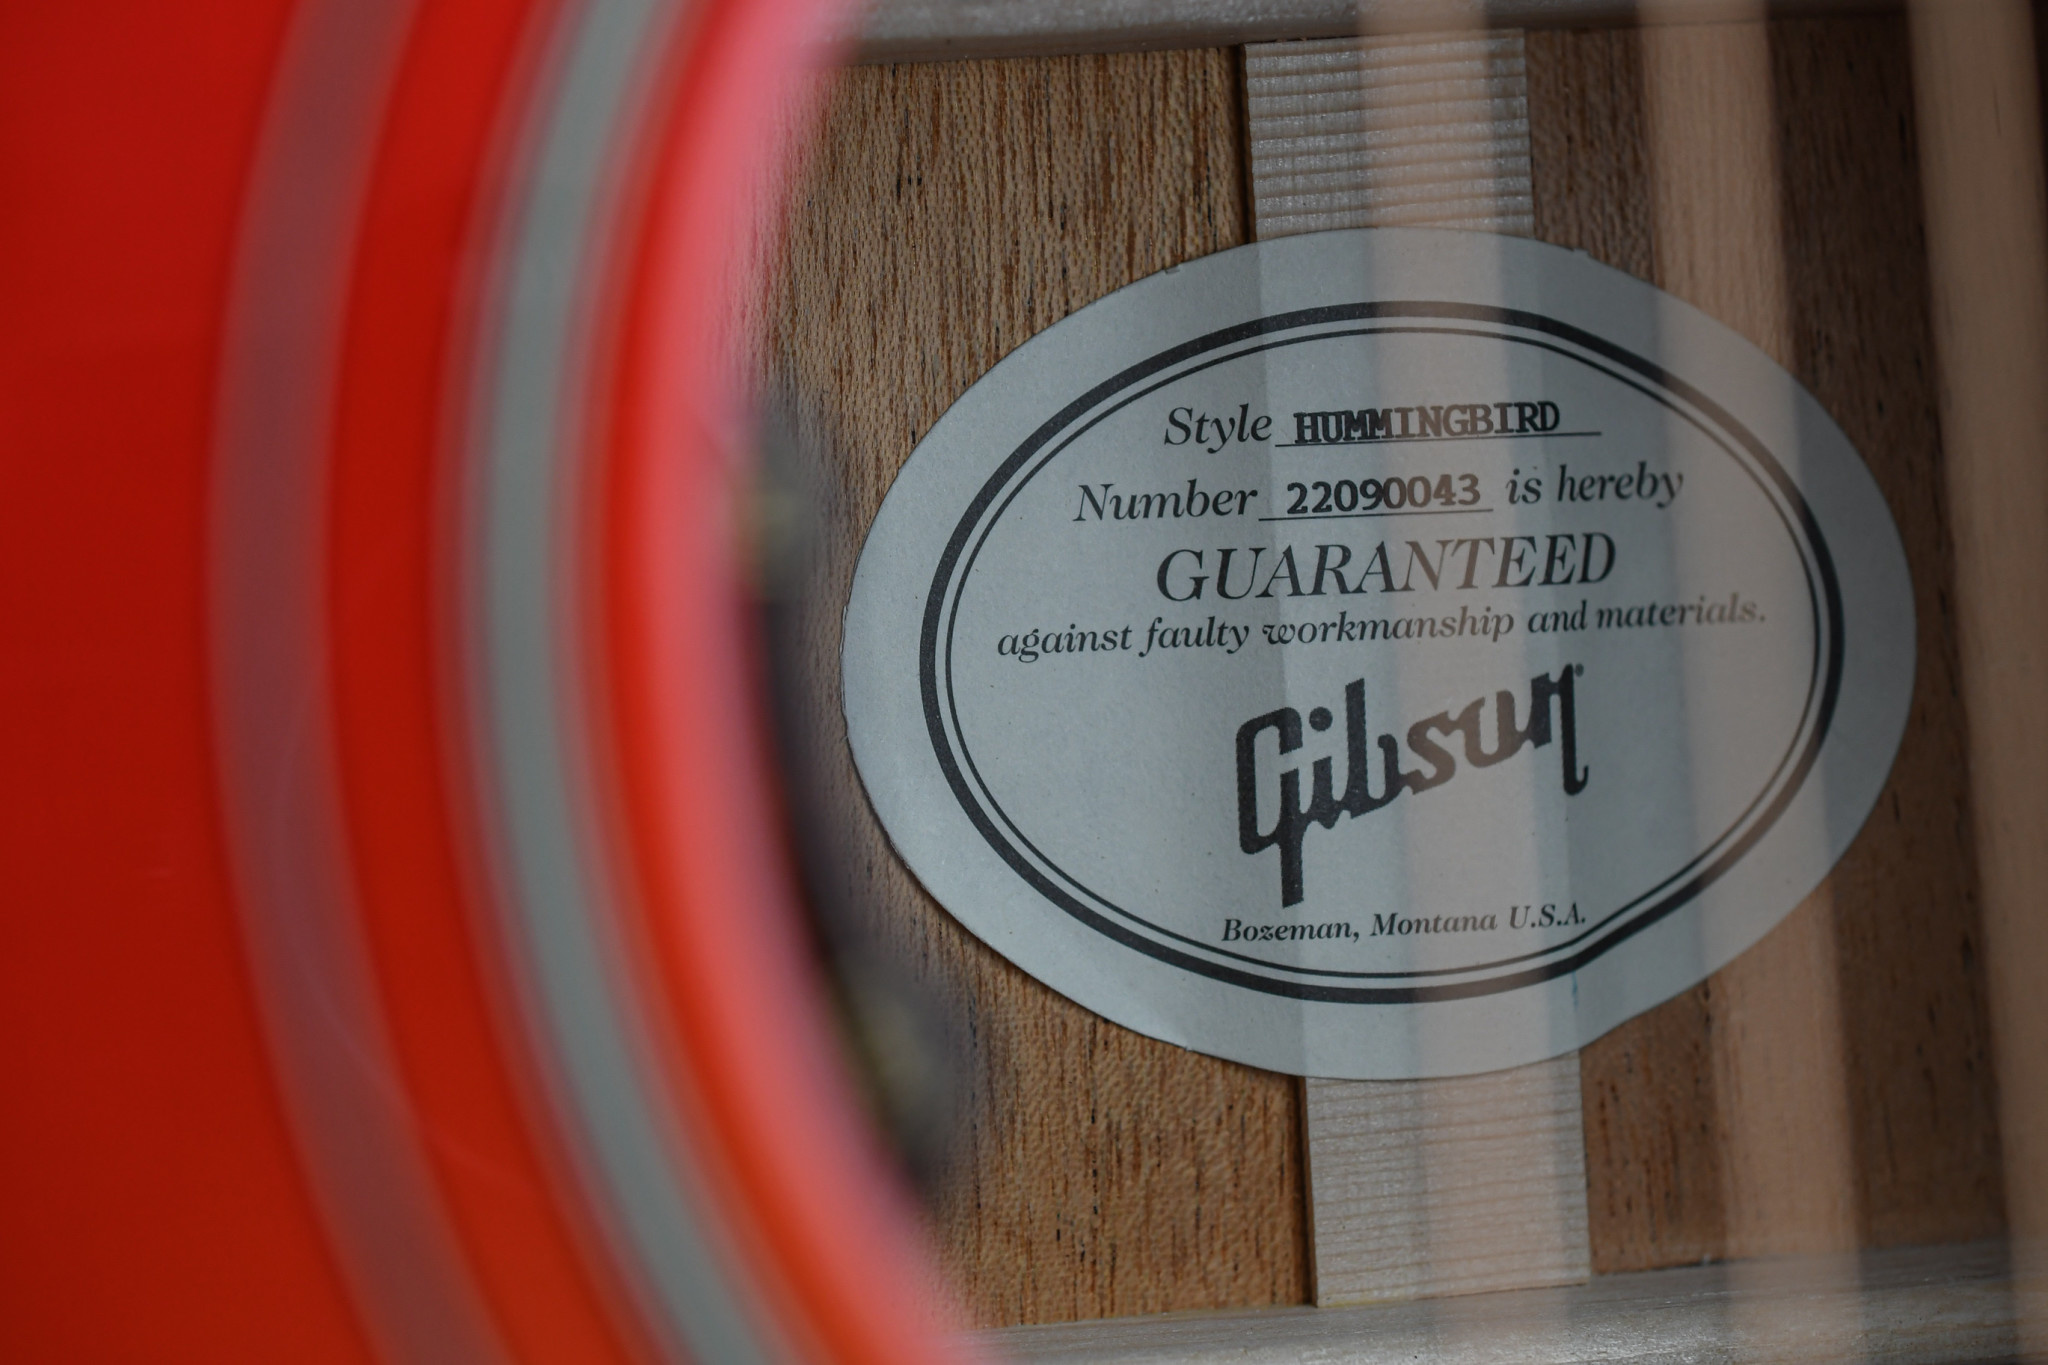 Style HUMMINGBIRD
Number 22090043 is hereby
GUARANTEED
against faulty workmanship and materials.
Gibson
Bozeman, Montana U.S.A.